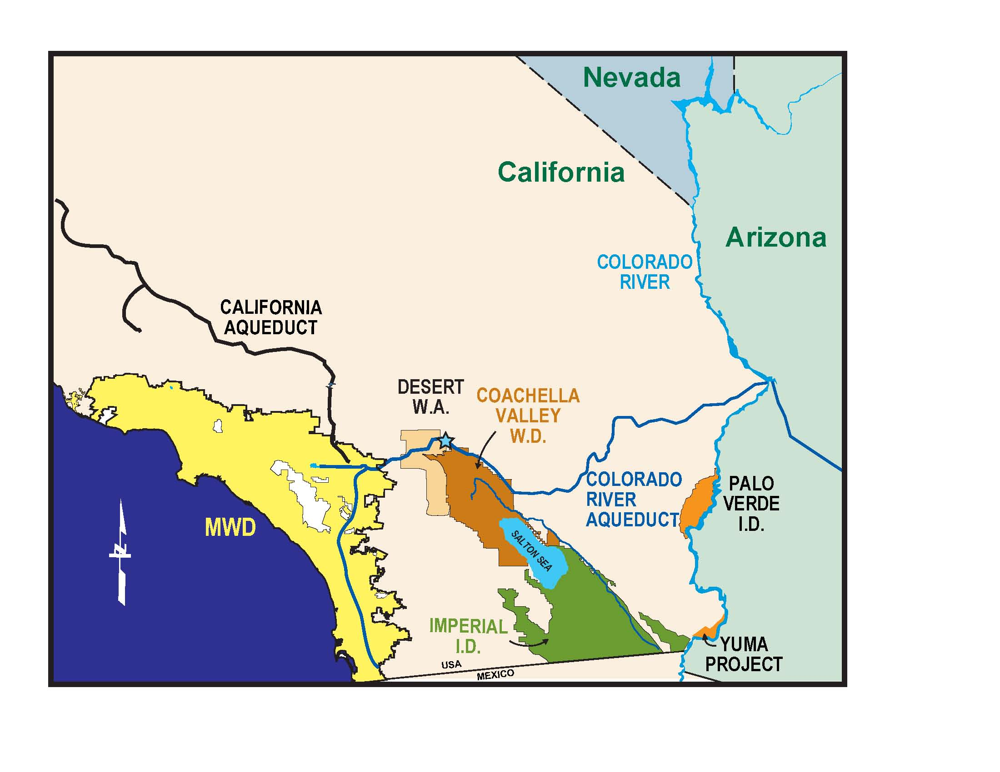 Nevada
California
Arizona
COLORADO
RIVER
CALIFORNIA
AQUEDUCT
DESERT
W.A.
COACHELLA
VALLEY
W.D.
COLORADO
RIVER
AQUEDUCT
PALO
VERDE
I.D.
MWD
SALTON SEA
IMPERIAL
I.D.
YUMA
PROJECT
USA
MEXICO
N